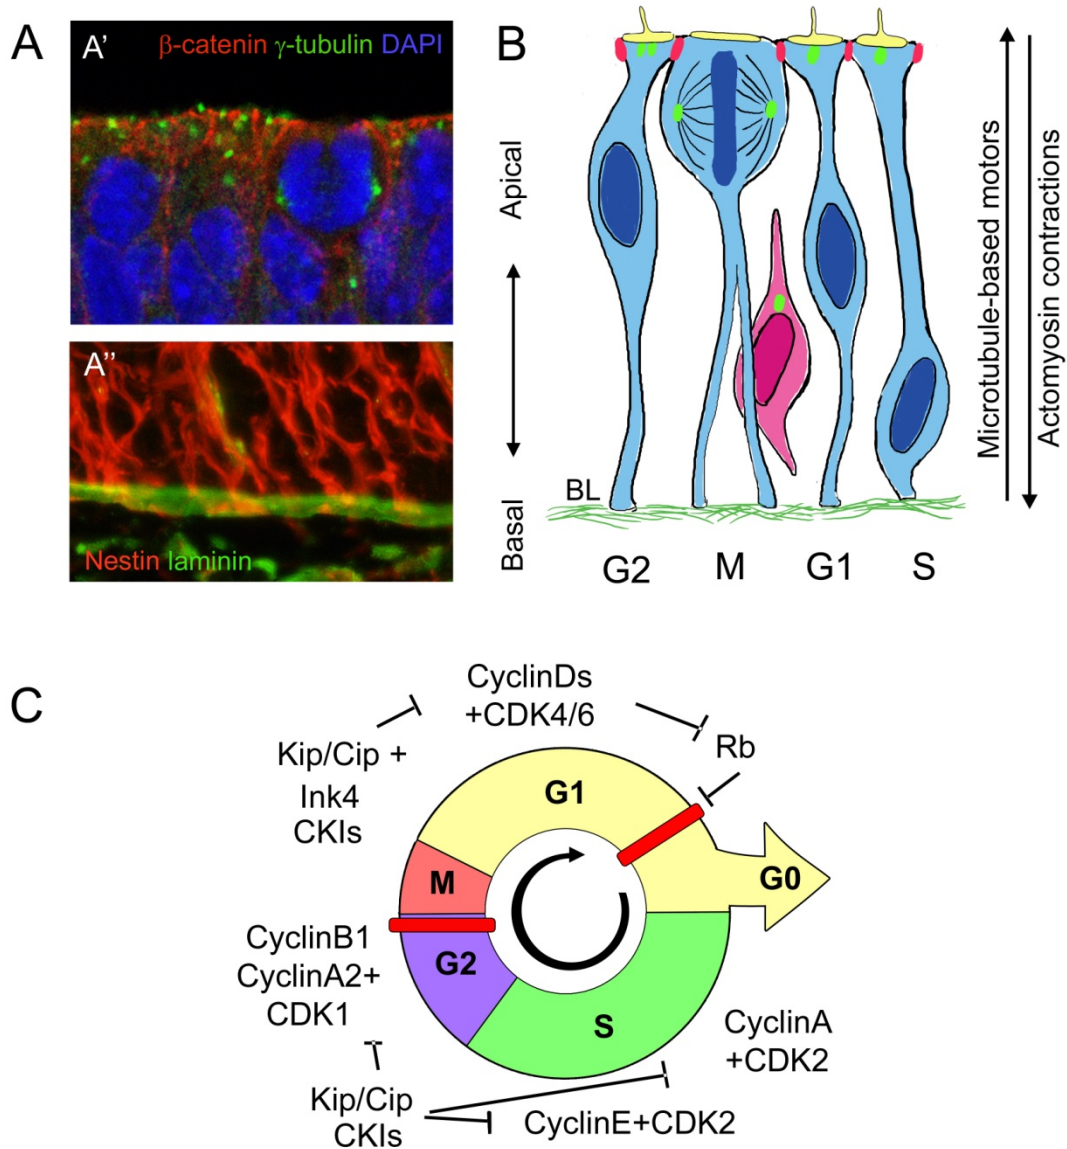 A
A'
β-catenin γ-tubulin DAPI
A''
Nestin laminin
Apical
Basal
B
BL
G2 M G1 S
Microtubule-based motors
Actomyosin contractions
C
CyclinDs
+CDK4/6
Kip/Cip +
Ink4
CKIs
Rb
G1
G0
M
G2
S
CyclinB1
CyclinA2+
CDK1
CyclinA
+CDK2
Kip/Cip
CKIs
CyclinE+CDK2